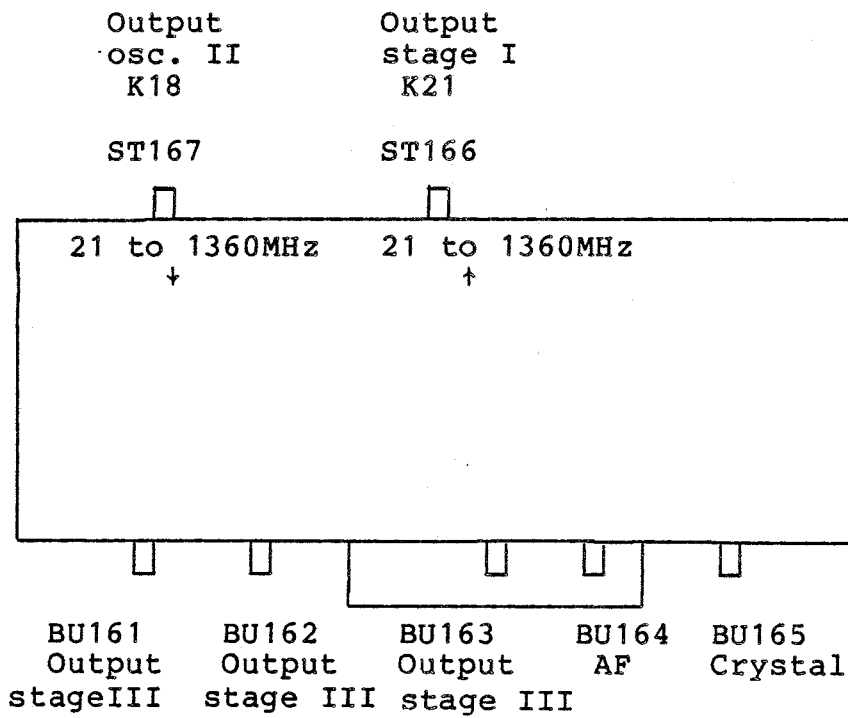 Output
osc. II
K18
Output
stage I
K21
ST167
ST166
21 to 1360MHz
↓
21 to 1360MHz
↑
BU161
Output
stageIII
BU162
Output
stage III
BU163
Output
stage III
BU164
AF
BU165
Crystal